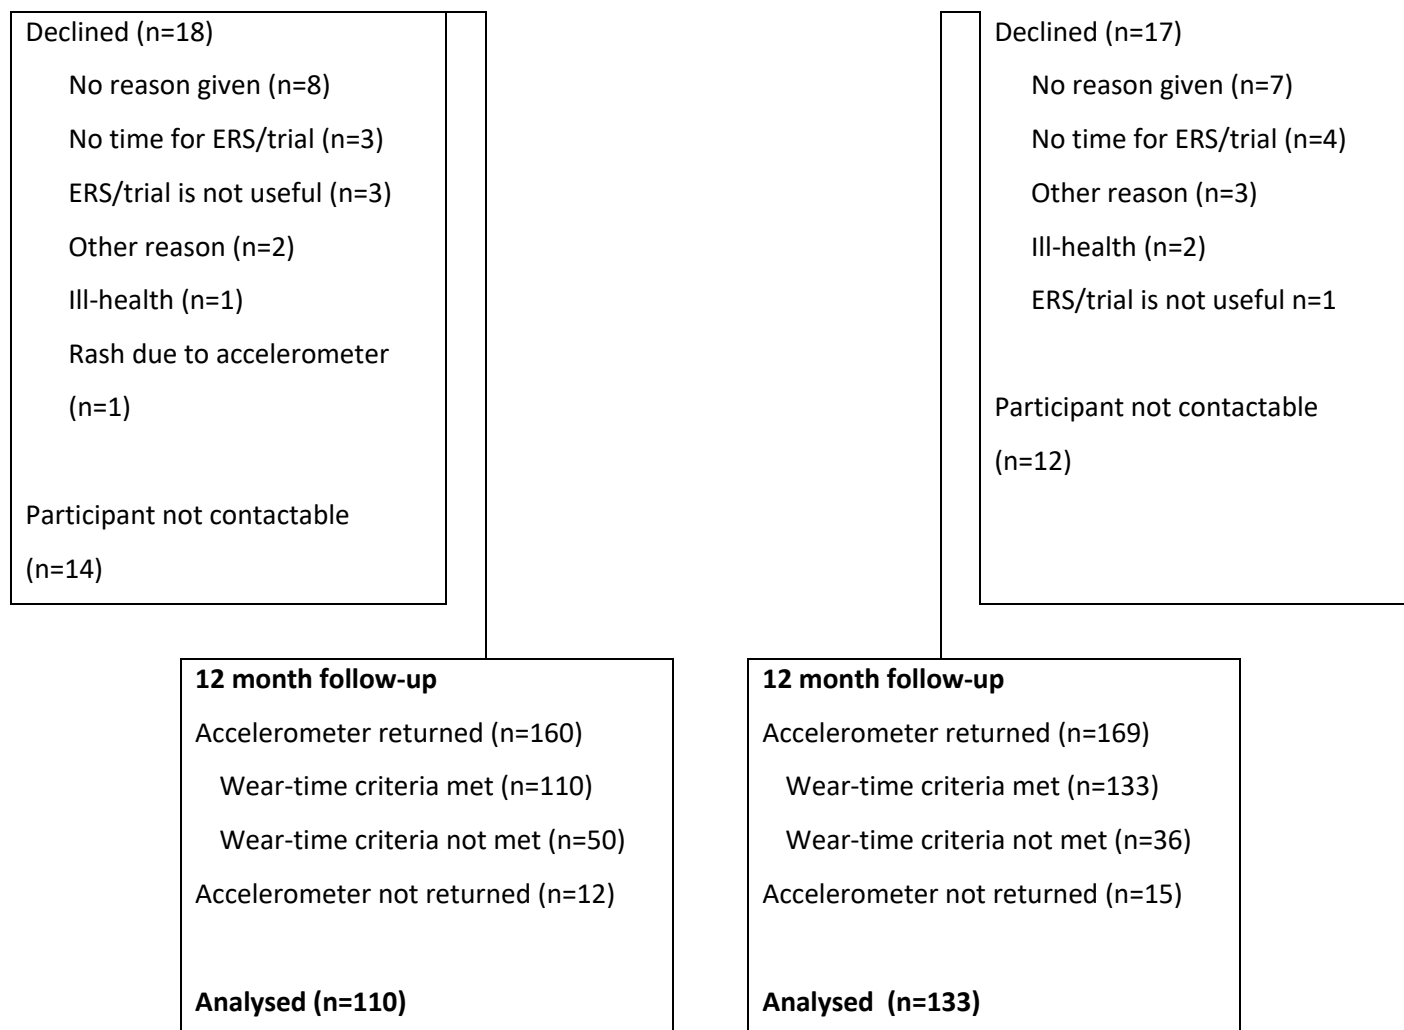 Declined (n=18)
No reason given (n=8)
No time for ERS/trial (n=3)
ERS/trial is not useful (n=3)
Other reason (n=2)
Ill-health (n=1)
Rash due to accelerometer
(n=1)
Participant not contactable
(n=14)
Declined (n=17)
No reason given (n=7)
No time for ERS/trial (n=4)
Other reason (n=3)
Ill-health (n=2)
ERS/trial is not useful n=1
Participant not contactable
(n=12)
12 month follow-up
Accelerometer returned (n=160)
Wear-time criteria met (n=110)
Wear-time criteria not met (n=50)
Accelerometer not returned (n=12)
Analysed (n=110)
12 month follow-up
Accelerometer returned (n=169)
Wear-time criteria met (n=133)
Wear-time criteria not met (n=36)
Accelerometer not returned (n=15)
Analysed (n=133)